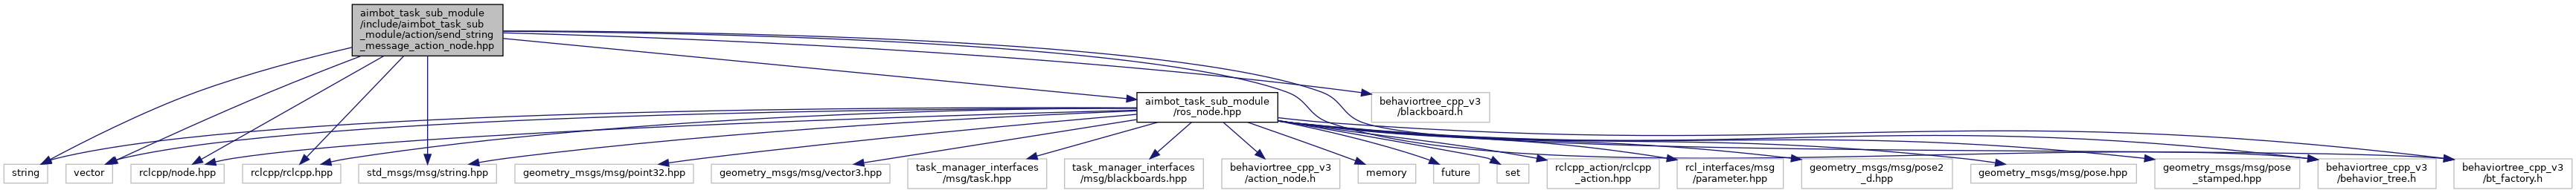 aimbot_task_sub_module
/include/aimbot_task_sub
_module/action/send_string
_message_action_node.hpp
aimbot_task_sub_module
/ros_node.hpp
behaviortree_cpp_v3
/blackboard.h
string
vector
rclcpp/node.hpp
rclcpp/rclcpp.hpp
std_msgs/msg/string.hpp
geometry_msgs/msg/point32.hpp
geometry_msgs/msg/vector3.hpp
task_manager_interfaces
/msg/task.hpp
task_manager_interfaces
/msg/blackboards.hpp
behaviortree_cpp_v3
/action_node.h
memory
future
set
rclcpp_action/rclcpp
_action.hpp
rcl_interfaces/msg
/parameter.hpp
geometry_msgs/msg/pose2
_d.hpp
geometry_msgs/msg/pose.hpp
geometry_msgs/msg/pose
_stamped.hpp
behaviortree_cpp_v3
/behavior_tree.h
behaviortree_cpp_v3
/bt_factory.h